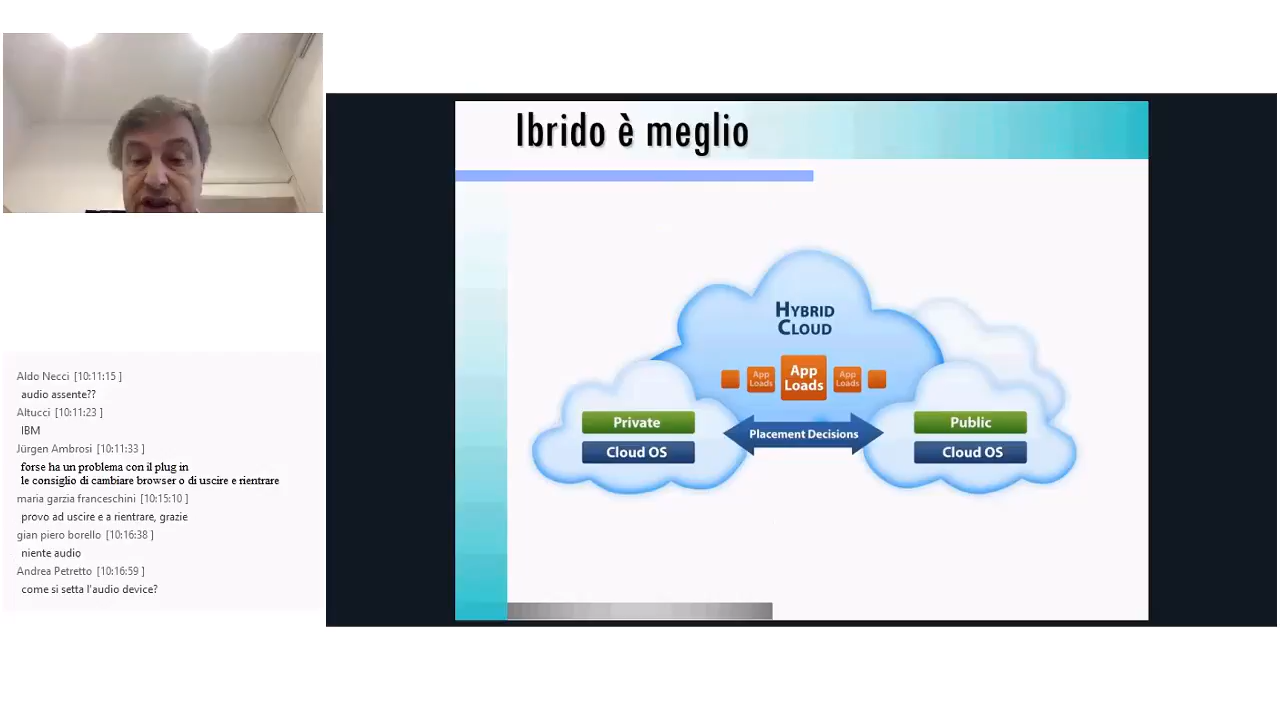 Ibrido è meglio
HYBRID
CLOUD
App
Loads
App
Loads
App
Loads
Private
Cloud OS
Placement Decisions
Public
Cloud OS
Aldo Necci [10:11:15 ]
audio assente??
Altucci [10:11:23 ]
IBM
Jürgen Ambrosi [10:11:33 ]
forse ha un problema con il plug in
le consiglio di cambiare browser o di uscire e rientrare
maria garzia franceschini [10:15:10 ]
provo ad uscire e a rientrare, grazie
gian piero borello [10:16:38 ]
niente audio
Andrea Petretto [10:16:59 ]
come si setta l'audio device?